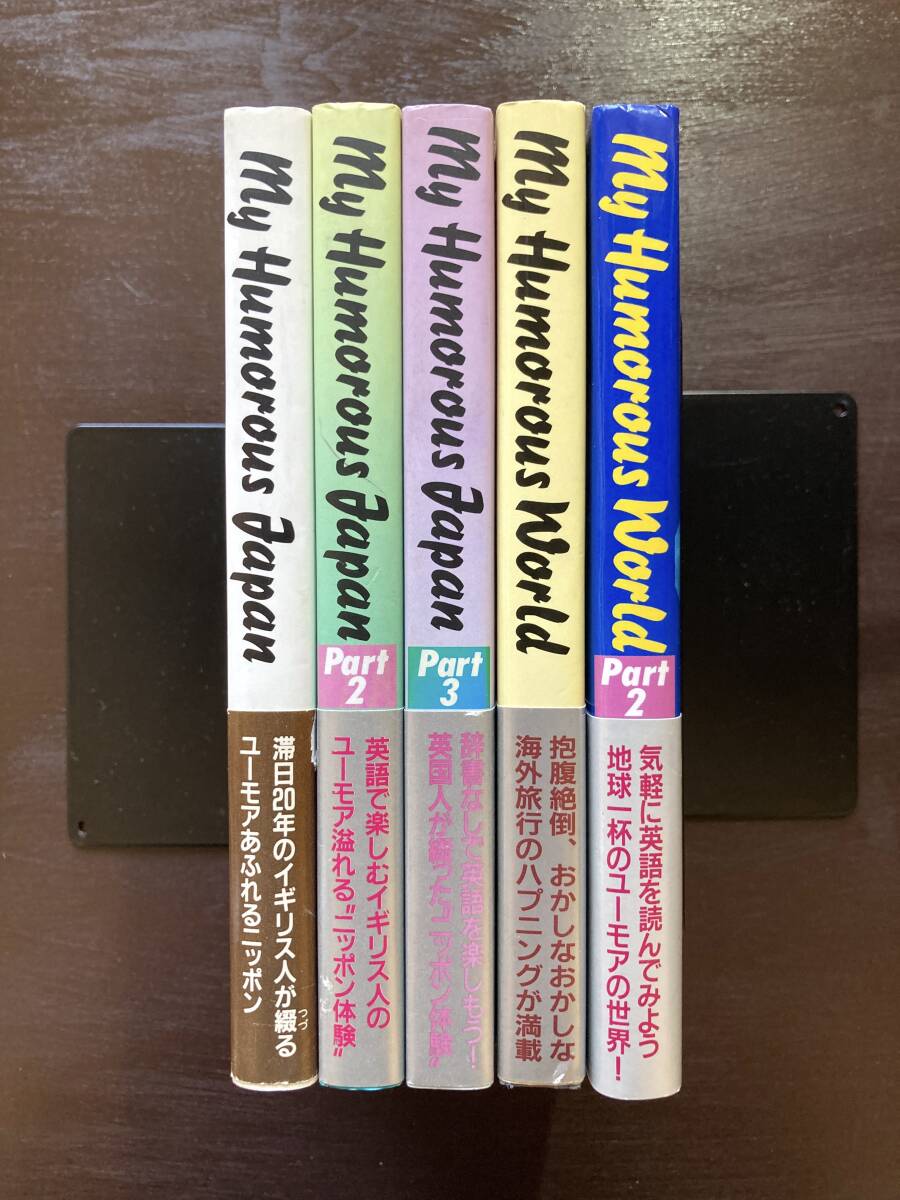 My Humorous Japan
滞日20年のイギリス人が綴る
つづ
ユーモアあふれるニッポン
My Humorous Japan
Part
2
英語で楽しむイギリス人の
ユーモア溢れる"ニッポン体験"
My Humorous Japan
Part
3
辞書なしで英語を楽しもう!
英国人が綴った"ニッポン体験"
My Humorous World
抱腹絶倒、おかしなおかしな
海外旅行のハプニングが満載
My Humorous World
Part
2
気軽に英語を読んでみよう
地球一杯のユーモアの世界!